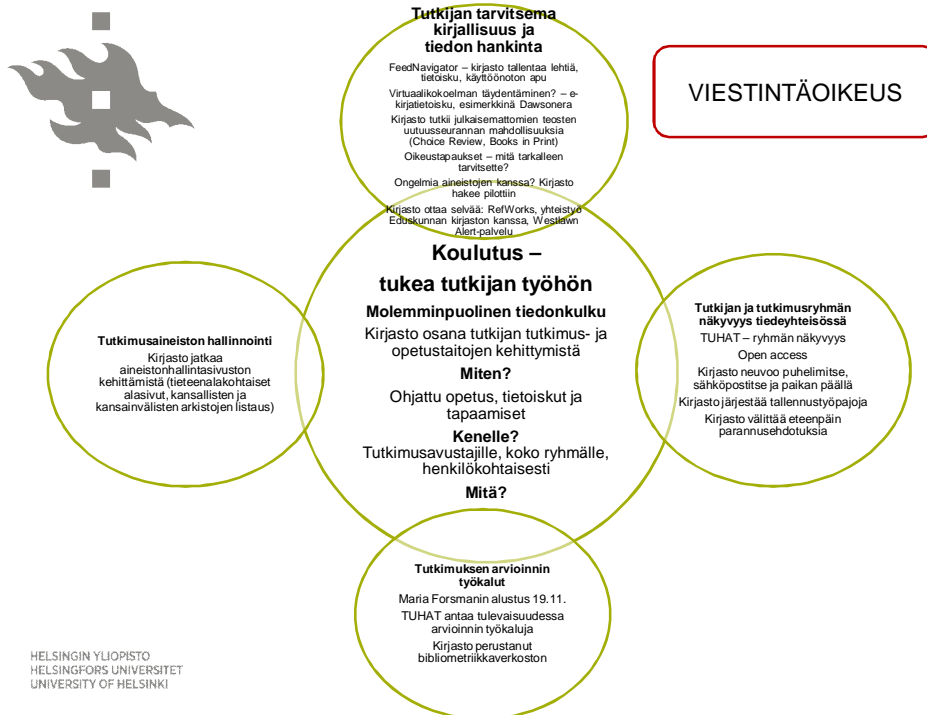 Tutkijan tarvitsema
kirjallisuus ja
tiedon hankinta
FeedNavigator – kirjasto tallentaa lehtiä,
tietoisku, käyttöönoton apu
Virtuaalikokoelman täydentäminen? – e-
kirjatietoisku, esimerkkinä Dawsonera
Kirjasto tutkii julkaisemattomien teosten
uutuusseurannan mahdollisuuksia
(Choice Review, Books in Print)
Oikeustapaukset – mitä tarkalleen
tarvitsette?
Ongelmia aineistojen kanssa? Kirjasto
hakee pilottiin
Kirjasto ottaa selvää: RefWorks, yhteistyö
Eduskunnan kirjaston kanssa, Westlawn
Alert-palvelu
VIESTINTÄOIKEUS
Koulutus –
tukea tutkijan työhön
Molemminpuolinen tiedonkulku
Kirjasto osana tutkijan tutkimus- ja
opetustaitojen kehittymistä
Miten?
Ohjattu opetus, tietoiskut ja
tapaamiset
Kenelle?
Tutkimusavustajille, koko ryhmälle,
henkilökohtaisesti
Mitä?
Tutkimusaineiston hallinnointi
Kirjasto jatkaa
aineistonhallintasivuston
kehittämistä (tieteenalakohtaiset
alasivut, kansallisten ja
kansainvälisten arkistojen listaus)
Tutkijan ja tutkimusryhmän
näkyvyys tiedeyhteisössä
TUHAT – ryhmän näkyvyys
Open access
Kirjasto neuvoo puhelimitse,
sähköpostitse ja paikan päällä
Kirjasto järjestää tallennustyöpajoja
Kirjasto välittää eteenpäin
parannusehdotuksia
Tutkimuksen arvioinnin
työkalut
Maria Forsmanin alustus 19.11.
TUHAT antaa tulevaisuudessa
arvioinnin työkaluja
Kirjasto perustanut
bibliometriikkaverkoston
HELSINGIN YLIOPISTO
HELSINGFORS UNIVERSITET
UNIVERSITY OF HELSINKI